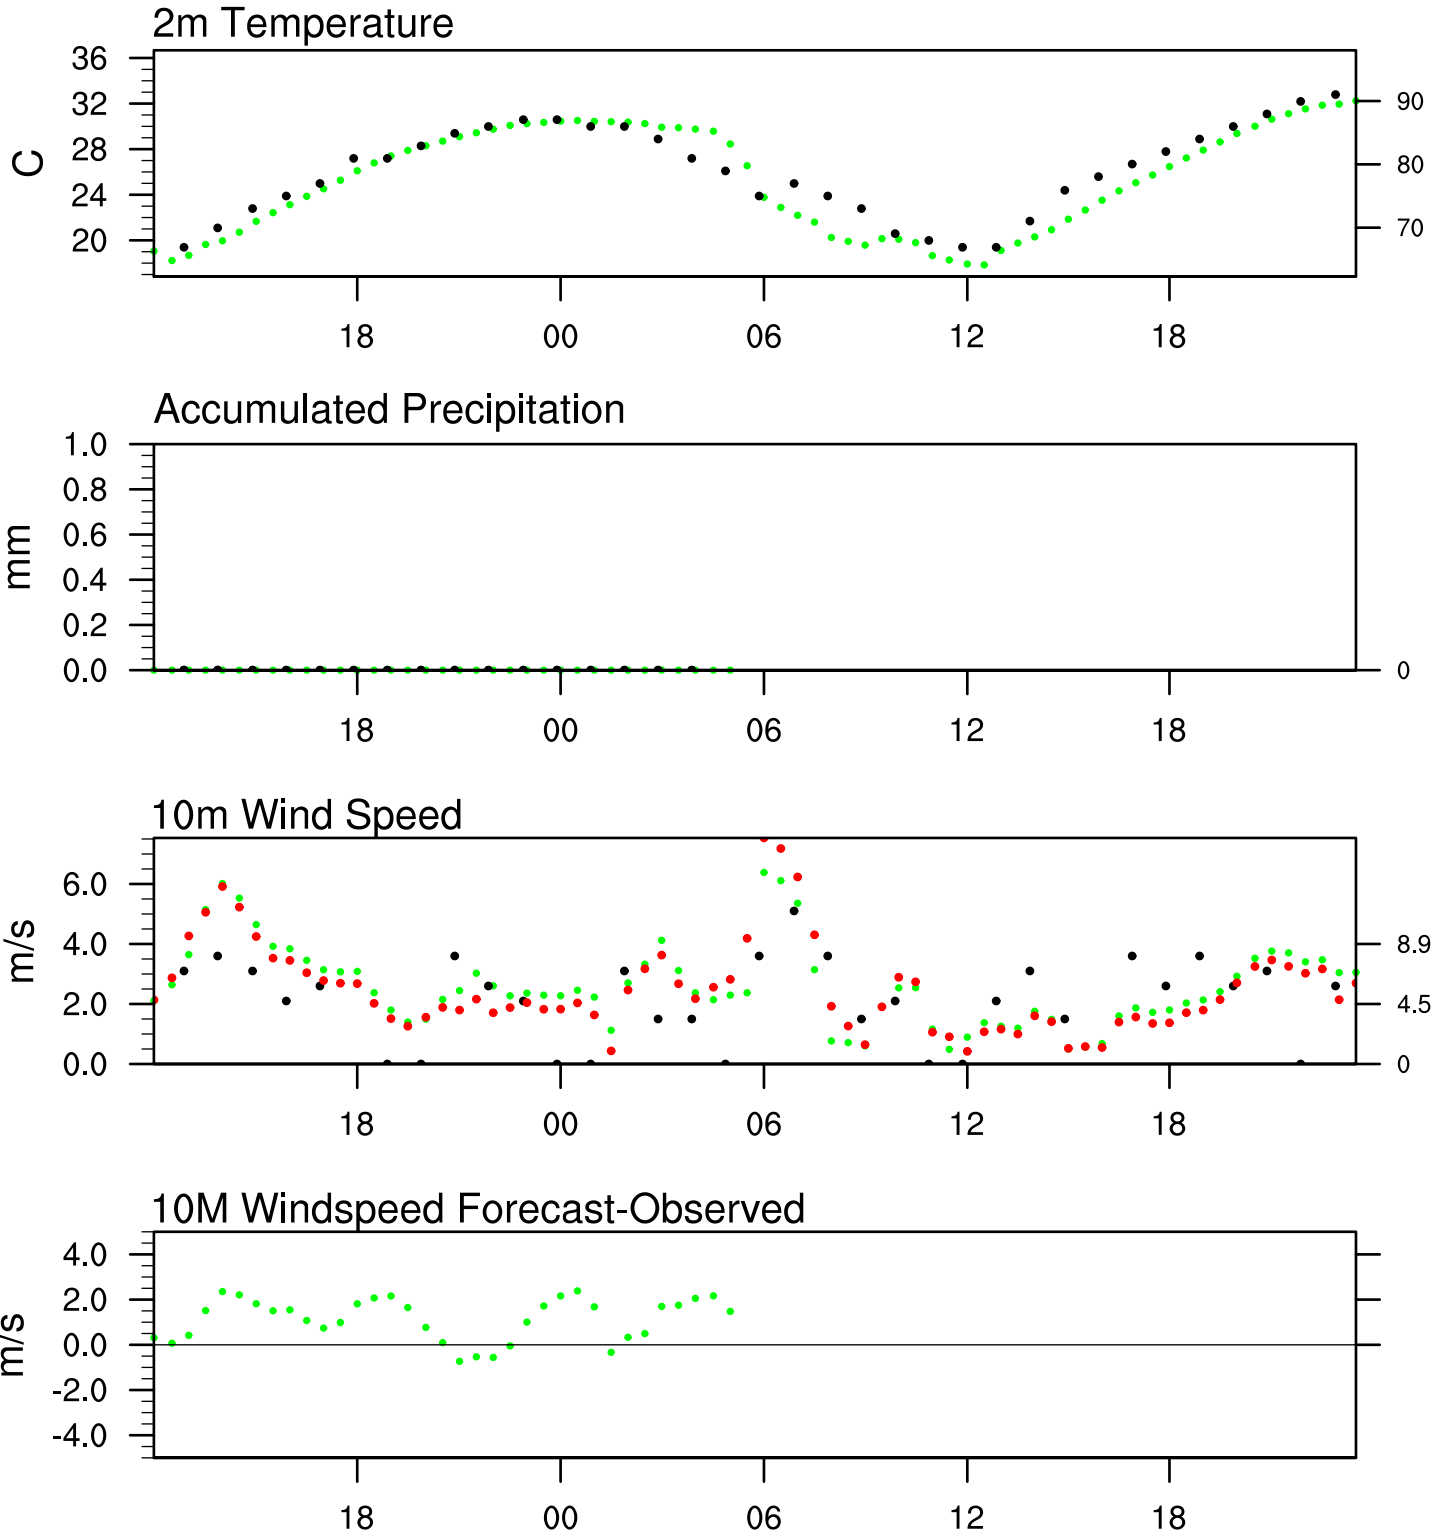 2m Temperature
36
32
28
24
20
C
90
80
70
18 00 06 12 18
Accumulated Precipitation
1.0
0.8
0.6
0.4
0.2
0.0
mm
0
18 00 06 12 18
10m Wind Speed
6.0
4.0
2.0
0.0
m/s
8.9
4.5
0
18 00 06 12 18
10M Windspeed Forecast-Observed
4.0
2.0
0.0
-2.0
-4.0
m/s
18 00 06 12 18